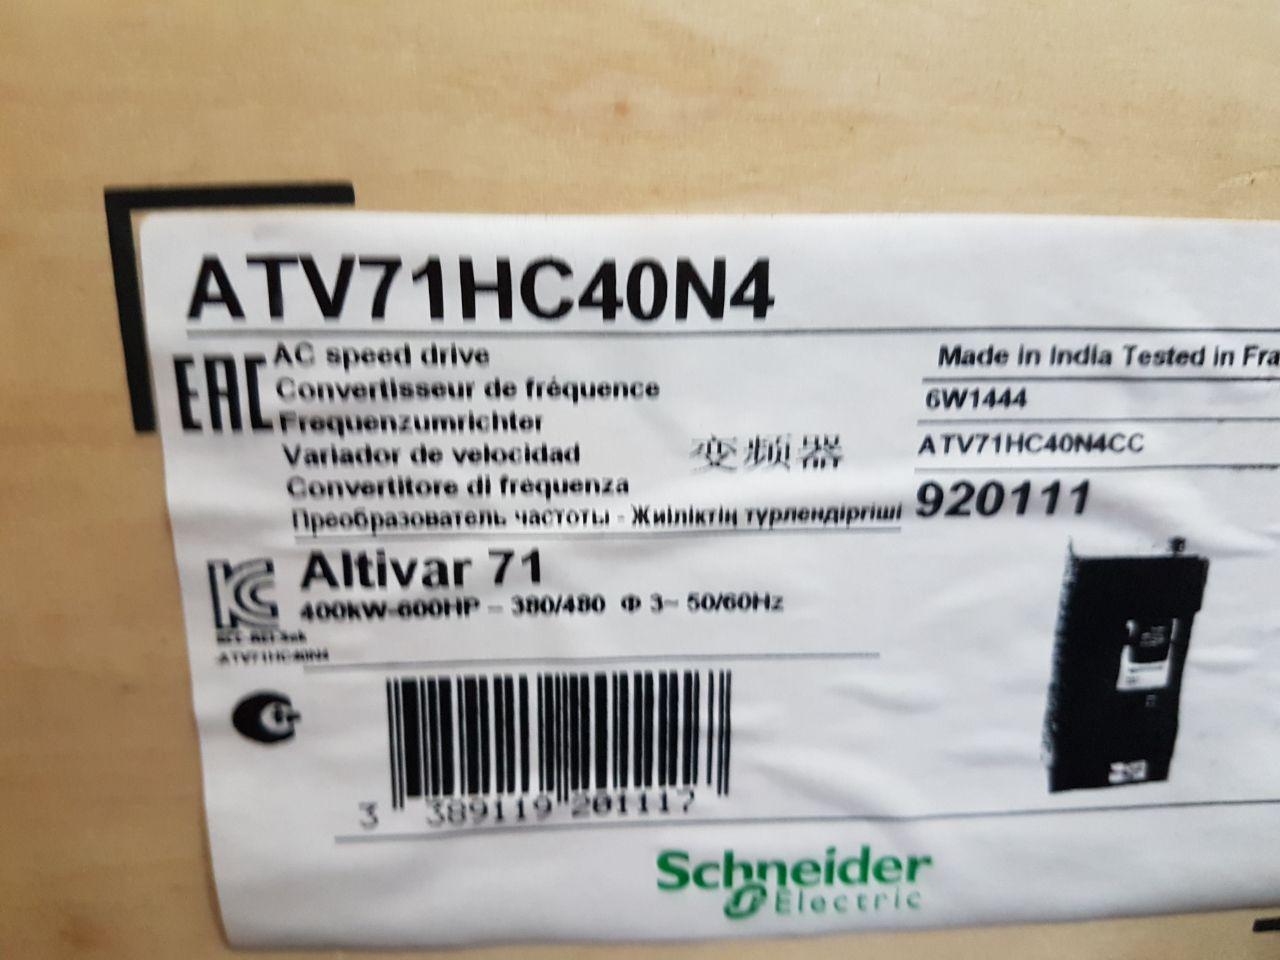 ATV71HC40N4
EAC
AC speed drive
Convertisseur de fréquence
Frequenzumrichter
Variador de velocidad
变频器
Convertitore di frequenza
Преобразователь частоты - Жиіліктің түрлендіргіші
Made in India Tested in Fra
6W1444
ATV71HC40N4CC
920111
Altivar 71
400kW-600HP - 380/480 Φ 3~ 50/60Hz
ATV71HC40N4
3 389119 201117
Schneider
Electric